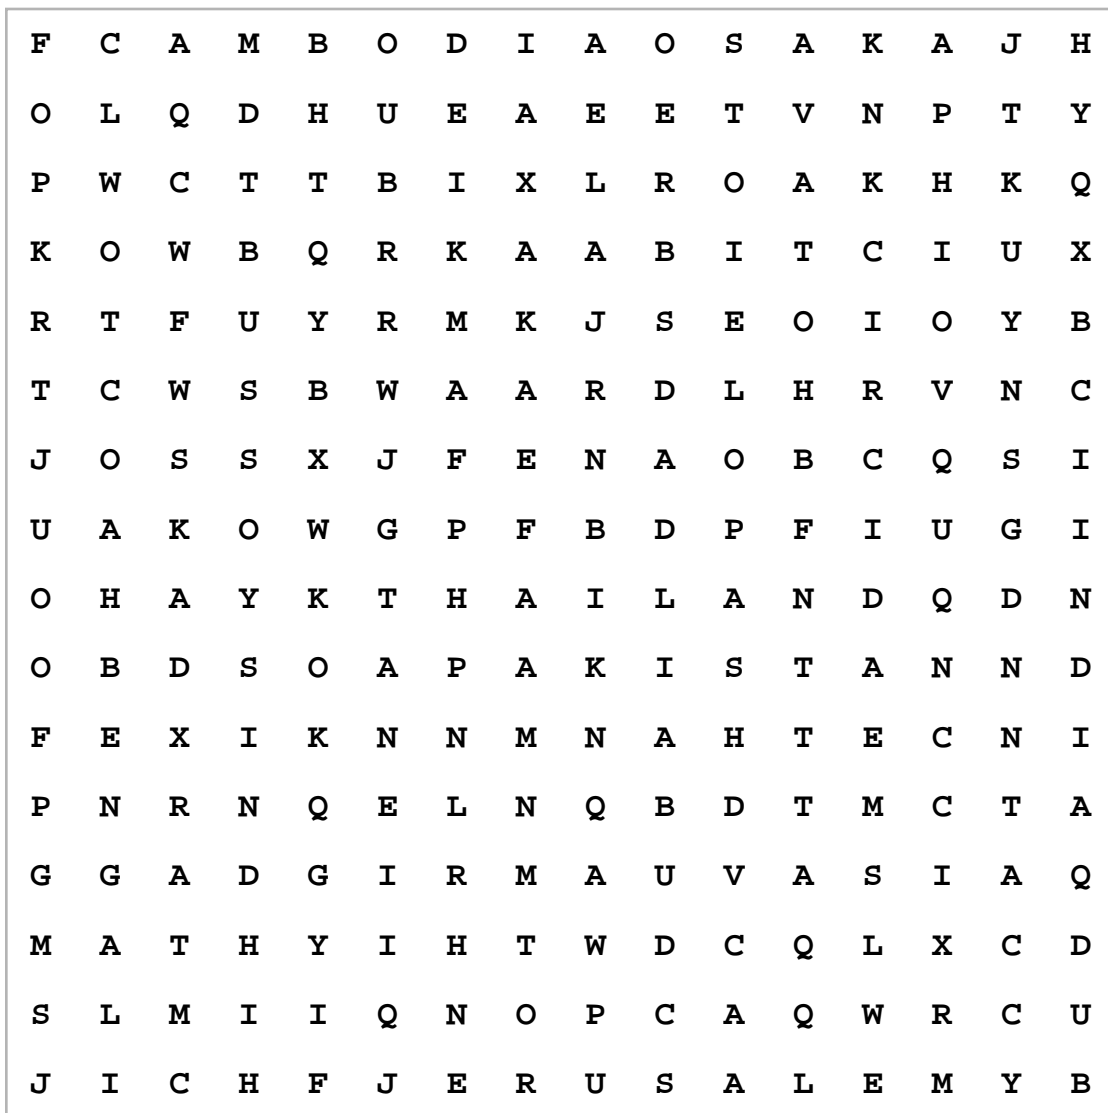 F C A M B O D I A O S A K A J H
O L Q D H U E A E E T V N P T Y
P W C T T B I X L R O A K H K Q
K O W B Q R K A A B I T C I U X
R T F U Y R M K J S E O I O Y B
T C W S B W A A R D L H R V N C
J O S S X J F E N A O B C Q S I
U A K O W G P F B D P F I U G I
O H A Y K T H A I L A N D Q D N
O B D S O A P A K I S T A N N D
F E X I K N N M N A H T E C N I
P N R N Q E L N Q B D T M C T A
G G A D G I R M A U V A S I A Q
M A T H Y I H T W D C Q L X C D
S L M I I Q N O P C A Q W R C U
J I C H F J E R U S A L E M Y B